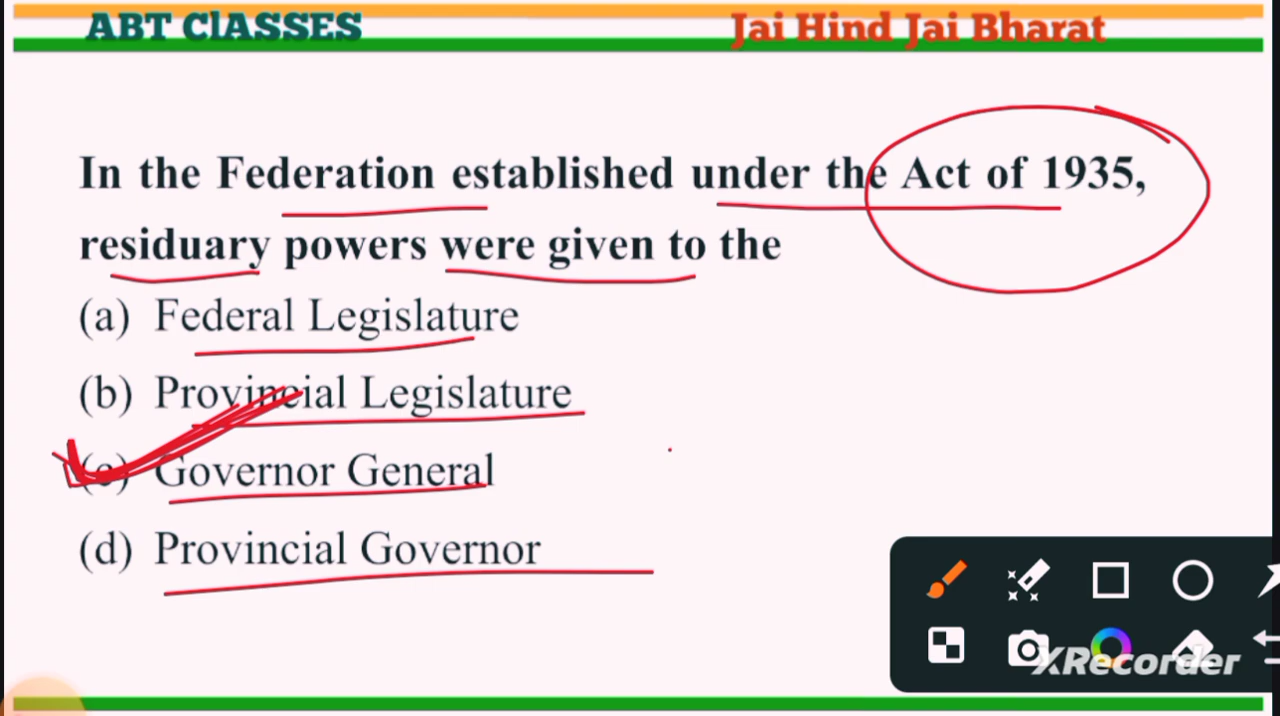 ABT ClASSES
Jai Hind Jai Bharat
In the Federation established under the Act of 1935,
residuary powers were given to the
(a) Federal Legislature
(b) Provincial Legislature
(c) Governor General
(d) Provincial Governor
XRecorder